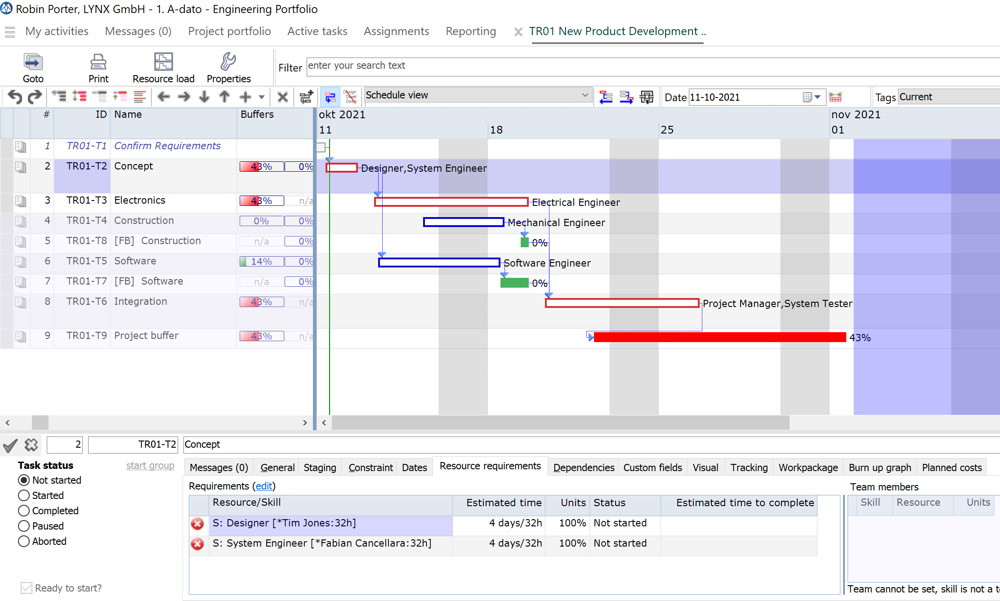 Robin Porter, LYNX GmbH - 1. A-dato - Engineering Portfolio
My activities Messages (0) Project portfolio Active tasks Assignments Reporting TR01 New Product Development ..
Goto Print Resource load Properties Filter enter your search text
Design
Devel
Devel
Schedule view Date 11-10-2021 Tags Current
# ID Name Buffers okt 2021 nov 2021
11 18 25 01
1 TR01-T1 Confirm Requirements
2 TR01-T2 Concept 43% 0% Designer,System Engineer
3 TR01-T3 Electronics 43% n/a Electrical Engineer
4 TR01-T4 Construction 0% 0% Mechanical Engineer
5 TR01-T8 [FB] Construction n/a 0% 0%
6 TR01-T5 Software 14% 0% Software Engineer
7 TR01-T7 [FB] Software n/a 0% 0%
8 TR01-T6 Integration 43% n/a Project Manager,System Tester
9 TR01-T9 Project buffer 43% n/a 43%
2 TR01-T2 Concept
Task status start group
Not started
Started
Completed
Paused
Aborted
Ready to start?
Messages (0) General Staging Constraint Dates Resource requirements Dependencies Custom fields Visual Tracking Workpackage Burn up graph Planned costs
Requirements (edit)
Resource/Skill Estimated time Units Status Estimated time to complete
S: Designer [*Tim Jones:32h] 4 days/32h 100% Not started
S: System Engineer [*Fabian Cancellara:32h] 4 days/32h 100% Not started
Team members
Skill Resource Units
Team cannot be set, skill is not a te